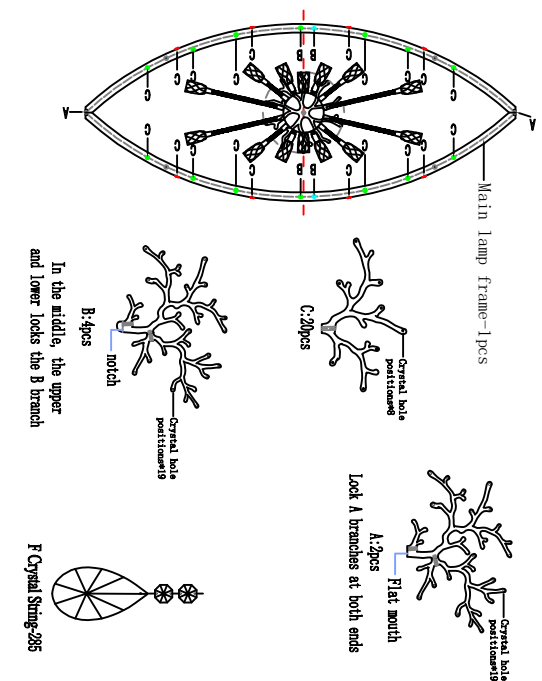 A
C C
C C
C C
C C
C C
B B
B B
C C
C C
C C
C C
C C
A
Main lamp frame-1pcs
Crystal hole
positions*8
C:20pcs
Crystal hole
positions*19
Flat mouth
A:2pcs
Lock A branches at both ends
Crystal hole
positions*19
notch
B:4pcs
In the middle, the upper
and lower locks the B branch
F Crystal String-285